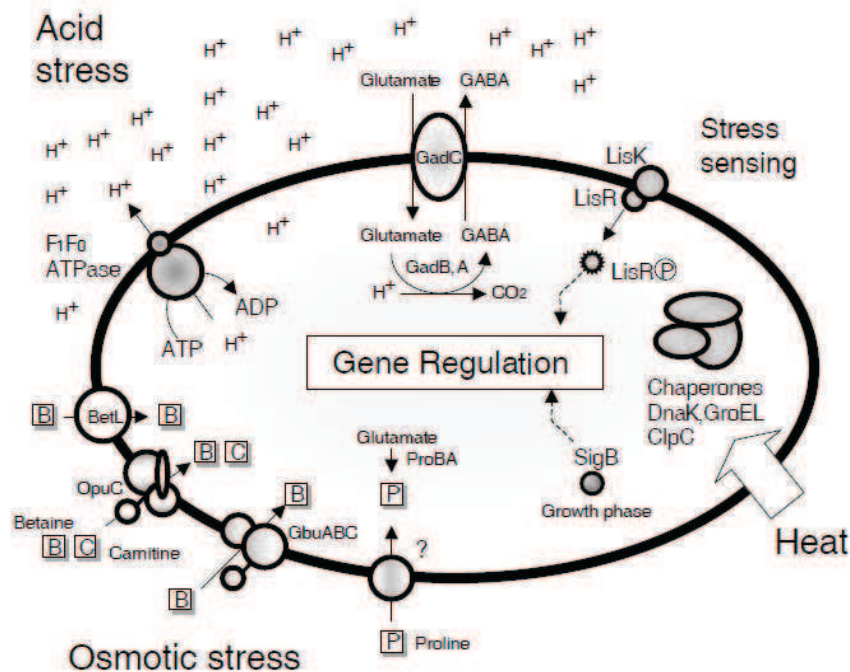 Acid
stress
H+ H+ H+ H+ H+ H+ H+ H+
Glutamate GABA
H+ H+
H+ H+
H+ H+ H+ H+ H+ H+
H+ H+ H+
GadC
Stress
sensing
LisK
LisR
H+
Glutamate GABA
GadB, A
H+ CO2
LisR P
F1F0
ATPase
ADP
H+
ATP H+
Gene Regulation
Chaperones
DnaK,GroEL
ClpC
B BetL B
Glutamate
ProBA
P
SigB
Growth phase
B C
OpuC
Betaine
B C Carnitine
B
GbuABC
B
?
P Proline
Heat
Osmotic stress